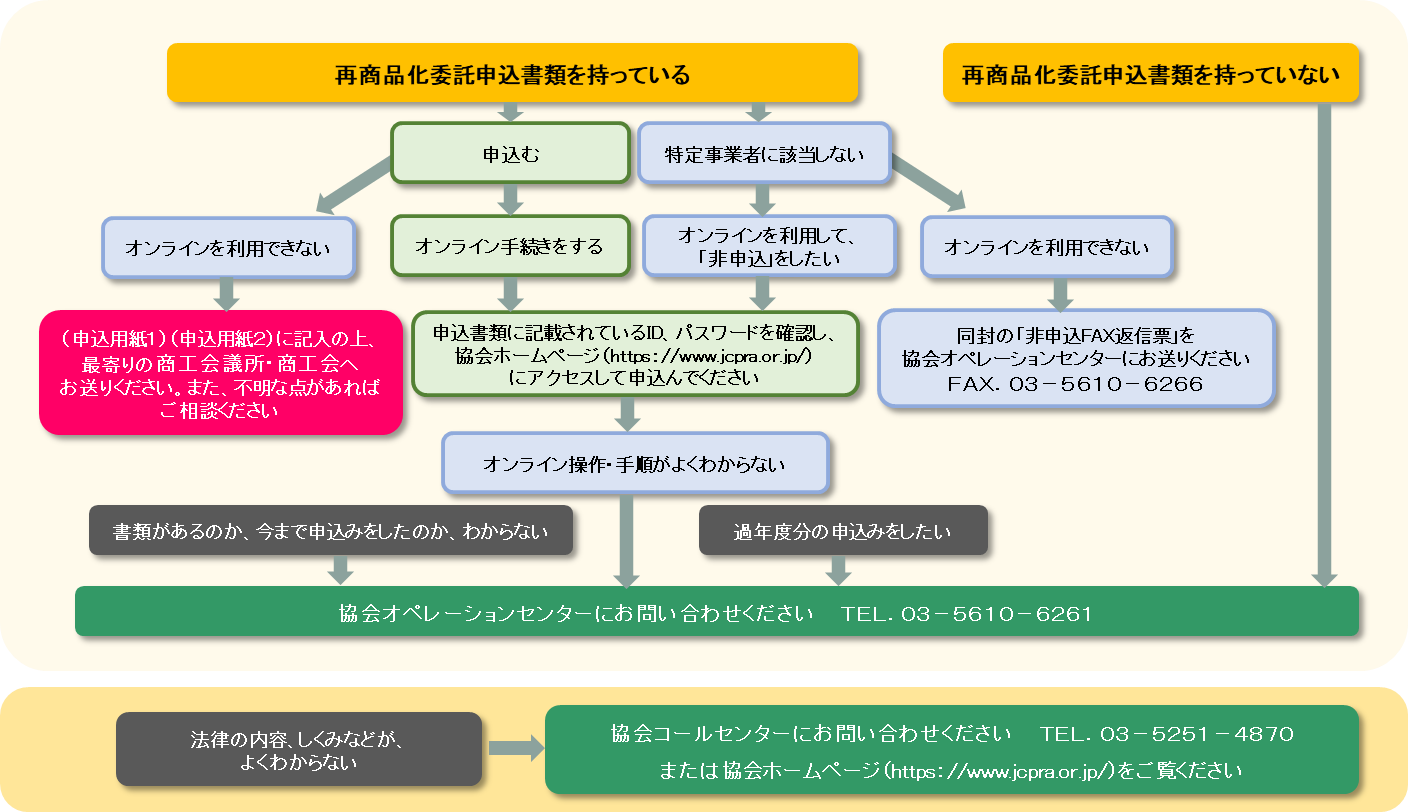 再商品化委託申込書類を持っている
再商品化委託申込書類を持っていない
申込む
特定事業者に該当しない
オンラインを利用できない
オンライン手続きをする
オンラインを利用して、
「非申込」をしたい
オンラインを利用できない
（申込用紙1）（申込用紙2）に記入の上、
最寄りの商工会議所・商工会へ
お送りください。また、不明な点があれば
ご相談ください
申込書類に記載されているID、パスワードを確認し、
協会ホームページ（https://www.jcpra.or.jp/）
にアクセスして申込んでください
同封の「非申込FAX返信票」を
協会オペレーションセンターにお送りください
ＦＡＸ．０３－５６１０－６２６６
オンライン操作・手順がよくわからない
書類があるのか、今まで申込みをしたのか、わからない
過年度分の申込みをしたい
協会オペレーションセンターにお問い合わせください　ＴＥＬ．０３－５６１０－６２６１
法律の内容、しくみなどが、
よくわからない
協会コールセンターにお問い合わせください　ＴＥＬ．０３－５２５１－４８７０
または協会ホームページ（https://www.jcpra.or.jp/）をご覧ください